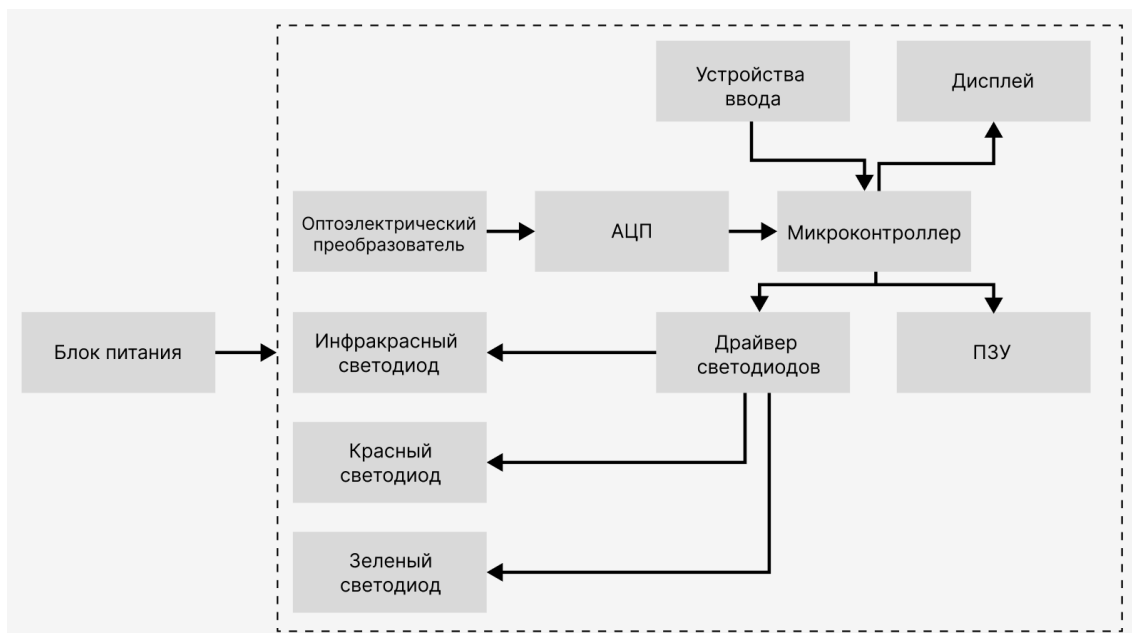 Устройства
ввода
Дисплей
Оптоэлектрический
преобразователь
АЦП
Микроконтроллер
Блок питания
Инфракрасный
светодиод
Драйвер
светодиодов
ПЗУ
Красный
светодиод
Зеленый
светодиод